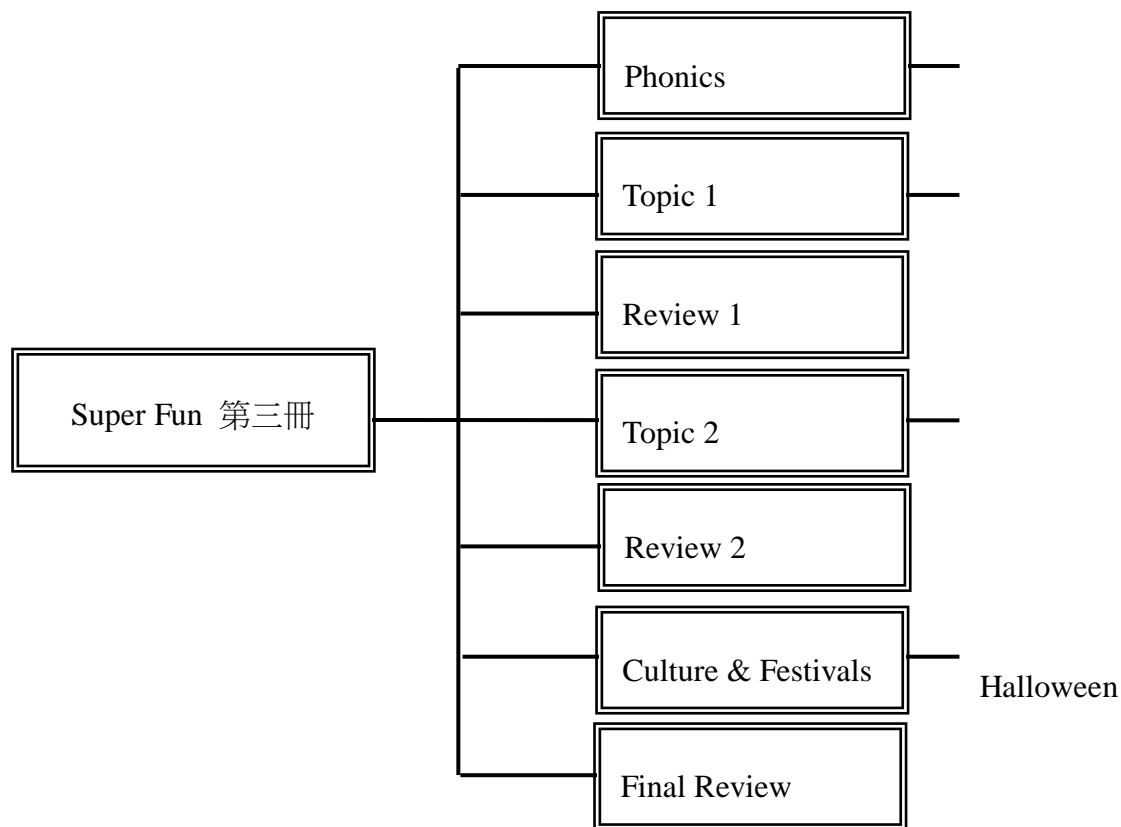 Phonics
Topic 1
Review 1
Super Fun 第三冊
Topic 2
Review 2
Culture & Festivals
Halloween
Final Review